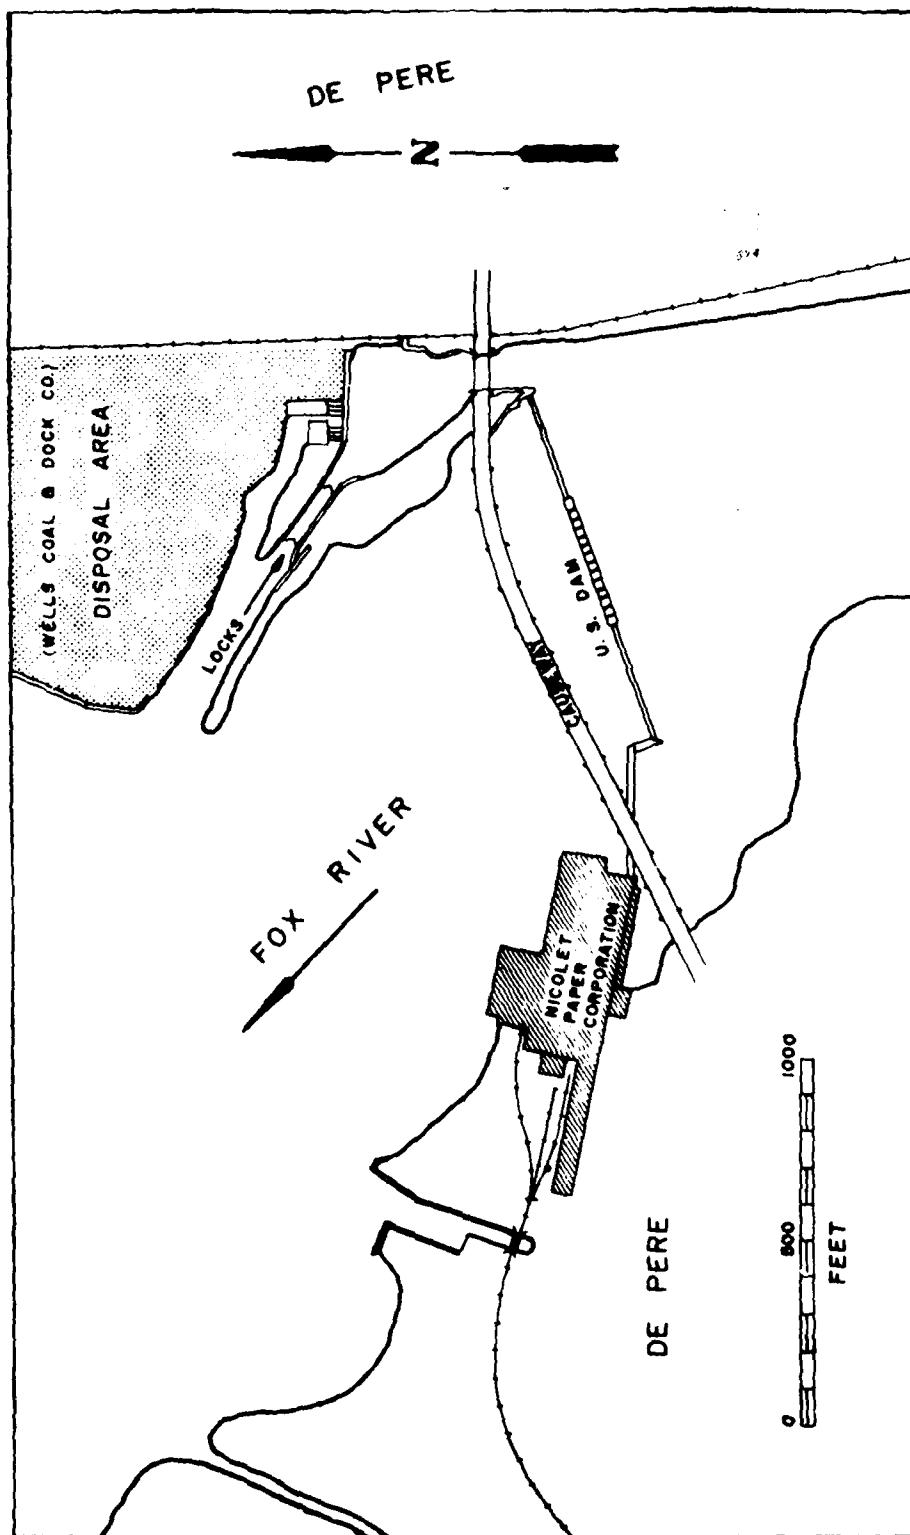 DE PERE
N
(WELLS COAL & DOCK CO.)
DISPOSAL AREA
LOCKS
U. S. DAM
CAUSEWAY
FOX RIVER
NICOLET
PAPER
CORPORATION
DE PERE
0 500 1000
FEET